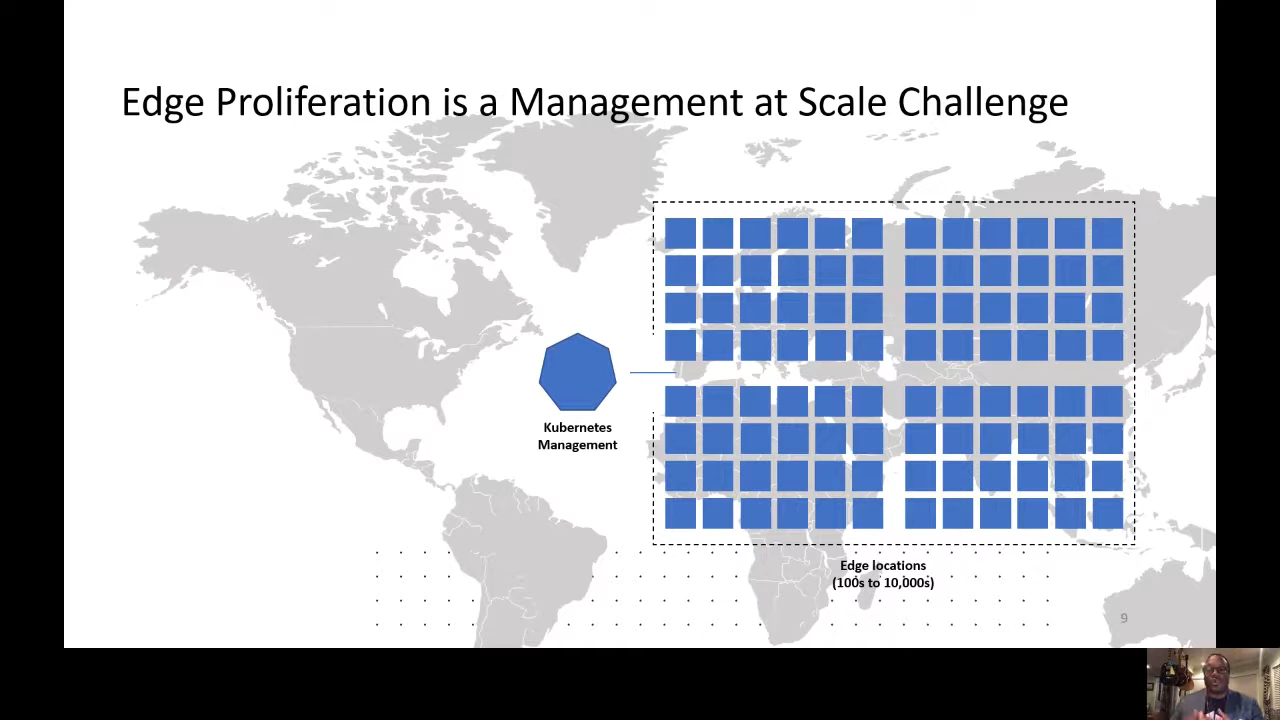 Edge Proliferation is a Management at Scale Challenge
Kubernetes
Management
Edge locations
(100s to 10,000s)
9